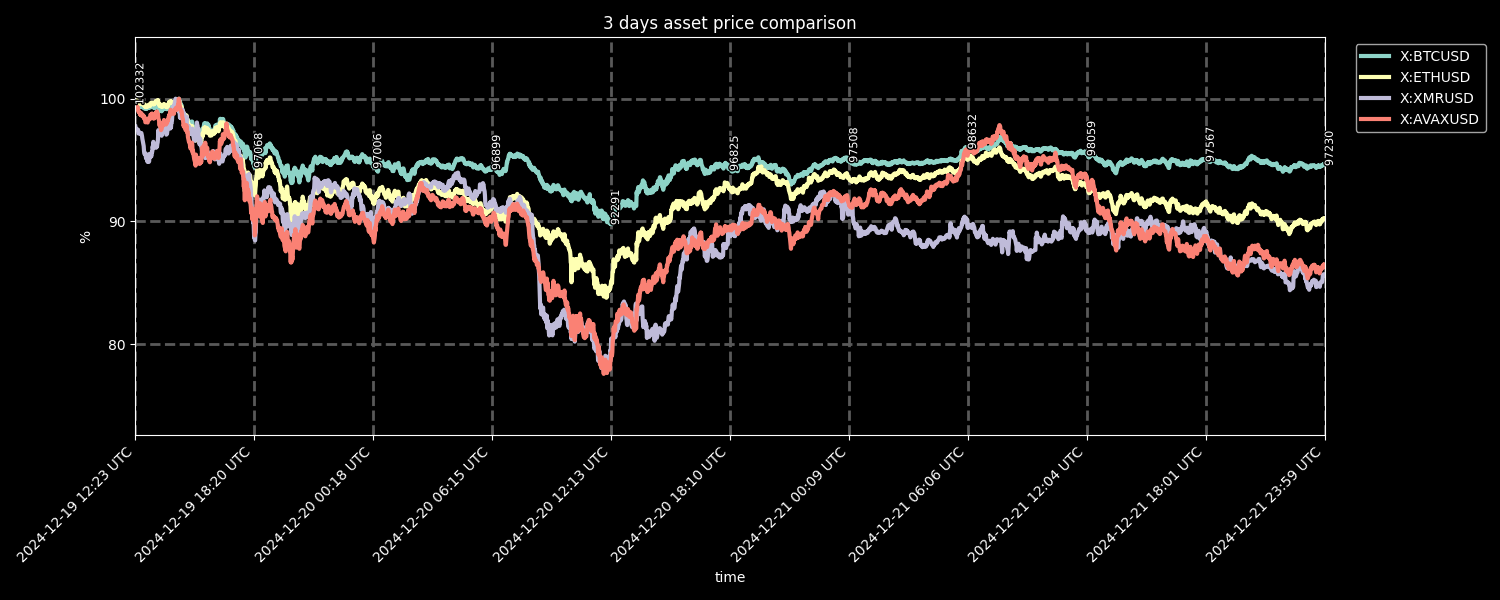 3 days asset price comparison
X:BTCUSD
X:ETHUSD
X:XMRUSD
X:AVAXUSD
%
100
90
80
102332
97068
97006
96899
92291
96825
97508
98632
98059
97567
97230
2024-12-19 12:23 UTC
2024-12-19 18:20 UTC
2024-12-20 00:18 UTC
2024-12-20 06:15 UTC
2024-12-20 12:13 UTC
2024-12-20 18:10 UTC
2024-12-21 00:09 UTC
2024-12-21 06:06 UTC
2024-12-21 12:04 UTC
2024-12-21 18:01 UTC
2024-12-21 23:59 UTC
time